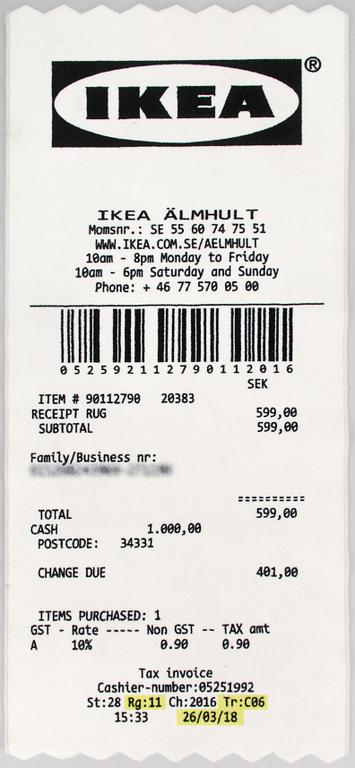 IKEA®
IKEA ÄLMHULT
Momsnr.: SE 55 60 74 75 51
WWW.IKEA.COM.SE/AELMHULT
10am - 8pm Monday to Friday
10am - 6pm Saturday and Sunday
Phone: + 46 77 570 05 00
052592112790112016
SEK
ITEM # 90112790 20383
RECEIPT RUG 599,00
SUBTOTAL 599,00
Family/Business nr:
==========
TOTAL 599,00
CASH 1.000,00
POSTCODE: 34331
CHANGE DUE 401,00
ITEMS PURCHASED: 1
GST - Rate ----- Non GST -- TAX amt
A 10% 0.90 0.90
Tax invoice
Cashier-number:05251992
St:28 Rg:11 Ch:2016 Tr:C06
15:33 26/03/18